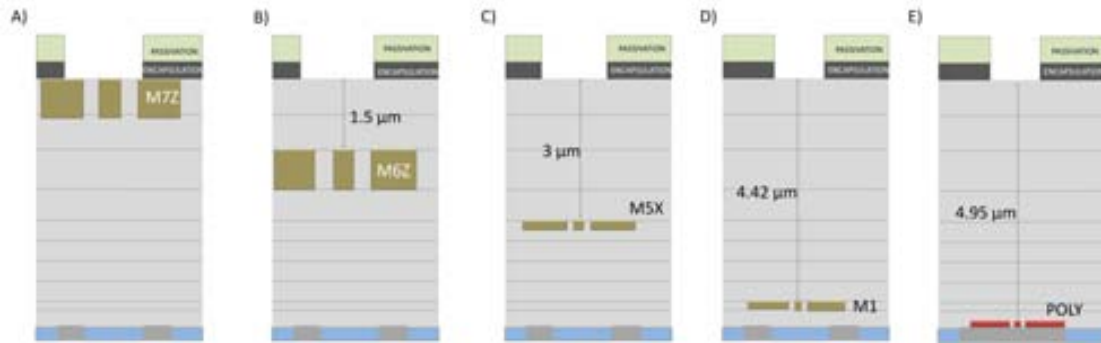 A)
PASSIVATION
ENCAPSULATION
M7Z
B)
PASSIVATION
ENCAPSULATION
1.5 µm
M6Z
C)
PASSIVATION
ENCAPSULATION
3 µm
M5X
D)
PASSIVATION
ENCAPSULATION
4.42 µm
M1
E)
PASSIVATION
ENCAPSULATION
4.95 µm
POLY